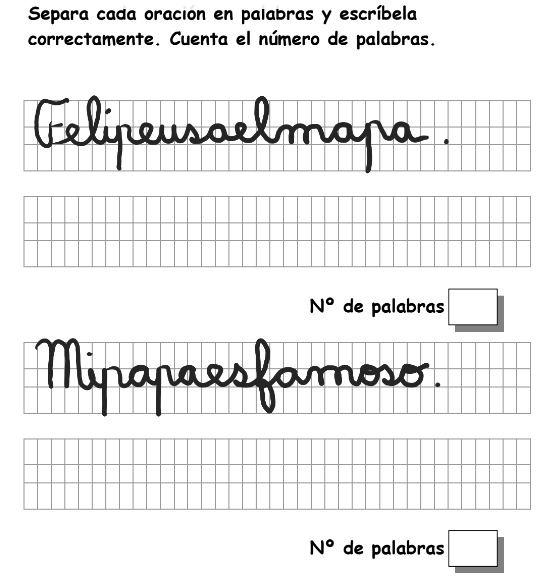 Separa cada oración en palabras y escríbela
correctamente. Cuenta el número de palabras.
Felipeusaelmapa.
Nº de palabras
Mipapaesfamoso.
Nº de palabras